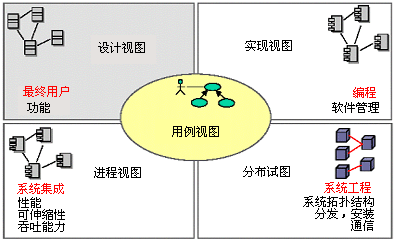 设计视图
最终用户
功能
实现视图
编程
软件管理
用例视图
进程视图
系统集成
性能
可伸缩性
吞吐能力
分布试图
系统工程
系统拓扑结构
分发，安装
通信